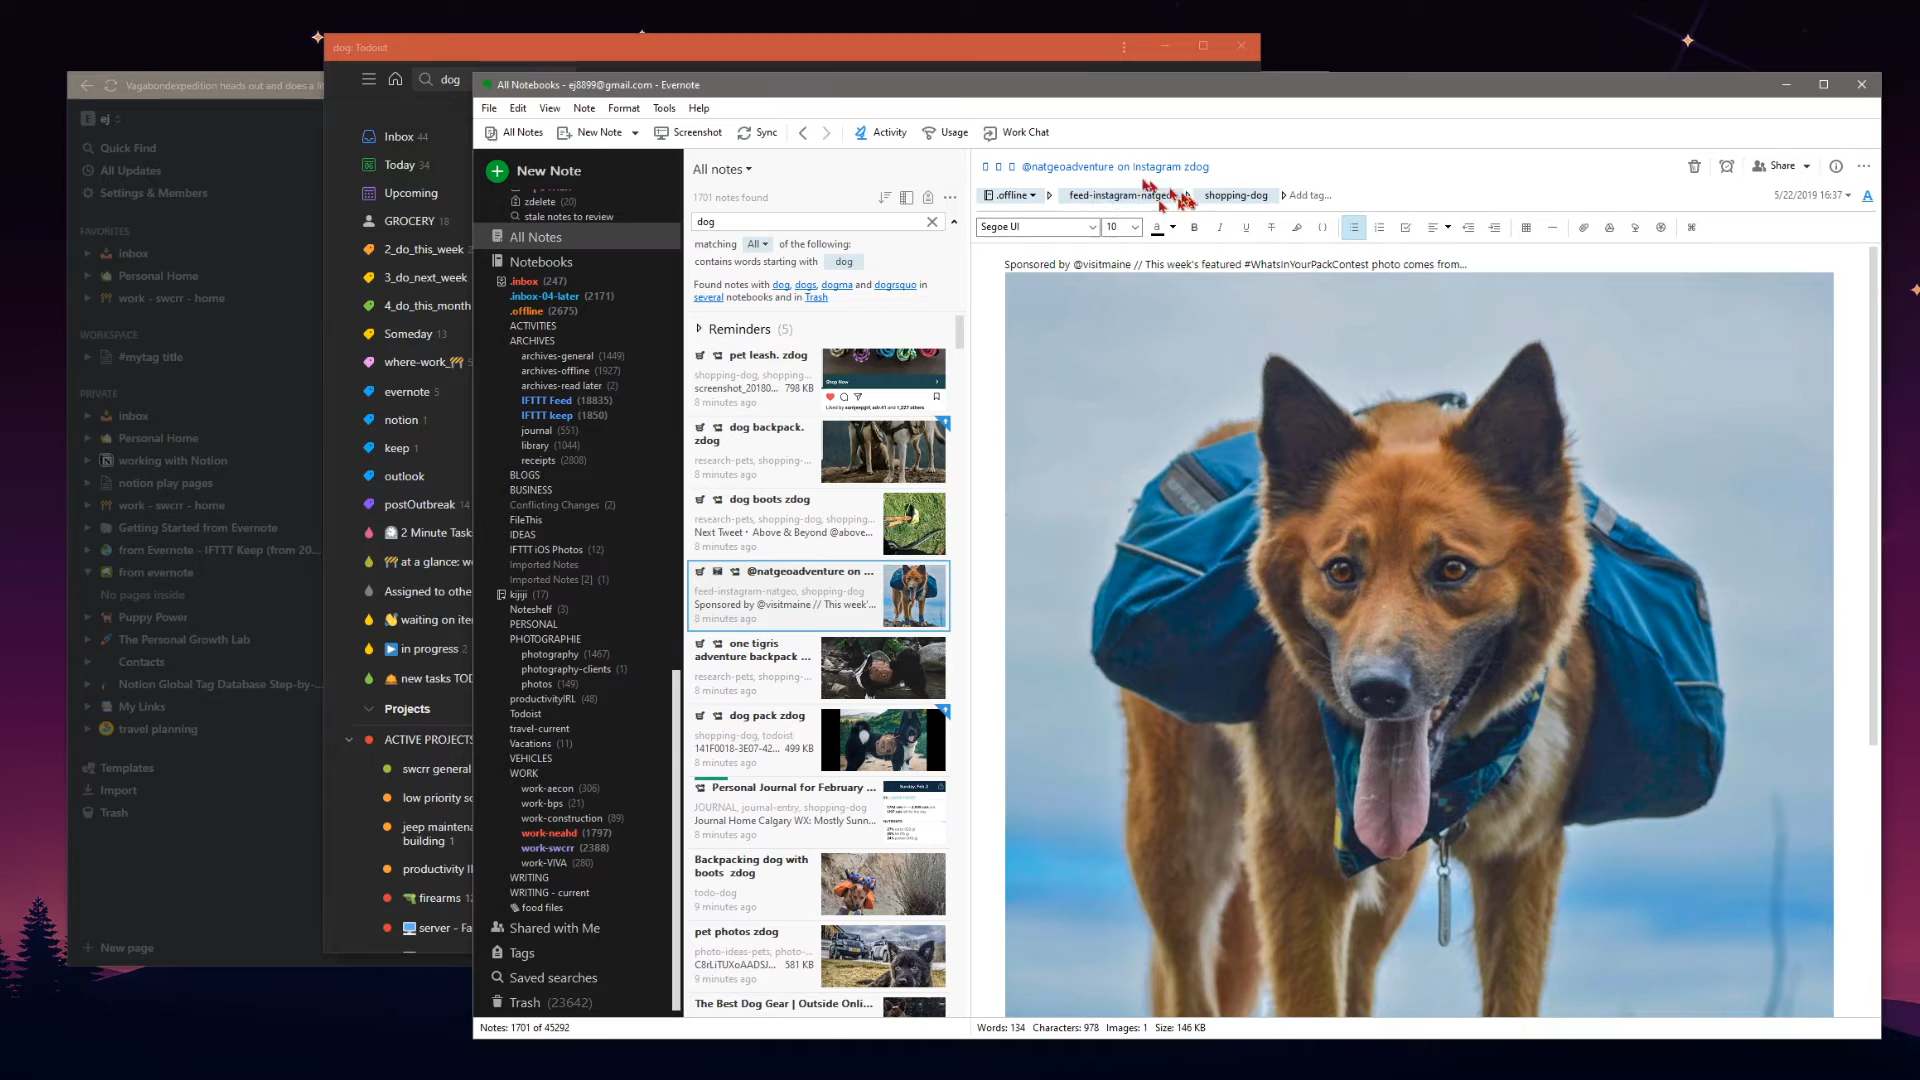 dog: Todoist
Vagabondexpedition heads out and does a li
ej
Quick Find
All Updates
Settings & Members
FAVORITES
inbox
Personal Home
work - swcrr - home
WORKSPACE
#mytag title
PRIVATE
inbox
Personal Home
working with Notion
notion play pages
work - swcrr - home
Getting Started from Evernote
from Evernote - IFTTT Keep (from 20...
from evernote
No pages inside
Puppy Power
The Personal Growth Lab
Contacts
Notion Global Tag Database Step-by-...
My Links
travel planning
Templates
Import
Trash
New page
dog
Inbox 44
Today 34
Upcoming
GROCERY 18
2_do_this_week
3_do_next_week
4_do_this_month
Someday 13
where-work_
evernote 5
notion 1
keep 1
outlook
postOutbreak 14
2 Minute Task
at a glance: w
Assigned to othe
waiting on ite
in progress 2
new tasks TOD
Projects
ACTIVE PROJECTS
swcrr general
low priority sc
jeep maintena
building 1
productivity II
firearms
server - Fa
All Notebooks - ej8899@gmail.com - Evernote
File Edit View Note Format Tools Help
All Notes New Note Screenshot Sync Activity Usage Work Chat
New Note
zdelete (20)
stale notes to review
All Notes
Notebooks
.inbox (247)
.inbox-04-later (2171)
.offline (2675)
ACTIVITIES
ARCHIVES
archives-general (1449)
archives-offline (1927)
archives-read later (2)
IFTTT Feed (18835)
IFTTT keep (1850)
journal (551)
library (1044)
receipts (2808)
BLOGS
BUSINESS
Conflicting Changes (2)
FileThis
IDEAS
IFTTT iOS Photos (12)
Imported Notes
Imported Notes [2] (1)
kijiji (17)
Noteshelf (3)
PERSONAL
PHOTOGRAPHIE
photography (1467)
photography-clients (1)
photos (149)
productivityIRL (48)
Todoist
travel-current
Vacations (11)
VEHICLES
WORK
work-aecon (306)
work-bps (21)
work-construction (89)
work-neahd (1797)
work-swcrr (2388)
work-VIVA (280)
WRITING
WRITING - current
food files
Shared with Me
Tags
Saved searches
Trash (23642)
All notes
1701 notes found
dog
matching All of the following:
contains words starting with dog
Found notes with dog, dogs, dogma and dogrsquo in
several notebooks and in Trash
Reminders (5)
pet leash. zdog
shopping-dog, shopping...
screenshot_20180... 798 KB
8 minutes ago
Shop Now
dog backpack.
zdog
research-pets, shopping-...
8 minutes ago
dog boots zdog
research-pets, shopping-dog, shopping...
Next Tweet • Above & Beyond @above...
8 minutes ago
@natgeoadventure on ...
feed-instagram-natgeo, shopping-dog
Sponsored by @visitmaine // This week'...
8 minutes ago
one tigris
adventure backpack ...
research-pets, shopping-...
8 minutes ago
dog pack zdog
shopping-dog, todoist
141F0018-3E07-42... 499 KB
8 minutes ago
Personal Journal for February ...
JOURNAL, journal-entry, shopping-dog
Journal Home Calgary WX: Mostly Sunn...
8 minutes ago
Sunday, Feb 2
Backpacking dog with
boots zdog
todo-dog
9 minutes ago
pet photos zdog
photo-ideas-pets, photo-...
C8rLiTUXoAADSJ... 581 KB
9 minutes ago
The Best Dog Gear | Outside Onli...
Notes: 1701 of 45292
@natgeoadventure on Instagram zdog
Share
.offline feed-instagram-natgeo shopping-dog Add tag...
5/22/2019 16:37
Segoe UI 10
Sponsored by @visitmaine // This week's featured #WhatsInYourPackContest photo comes from...
Words: 134 Characters: 978 Images: 1 Size: 146 KB